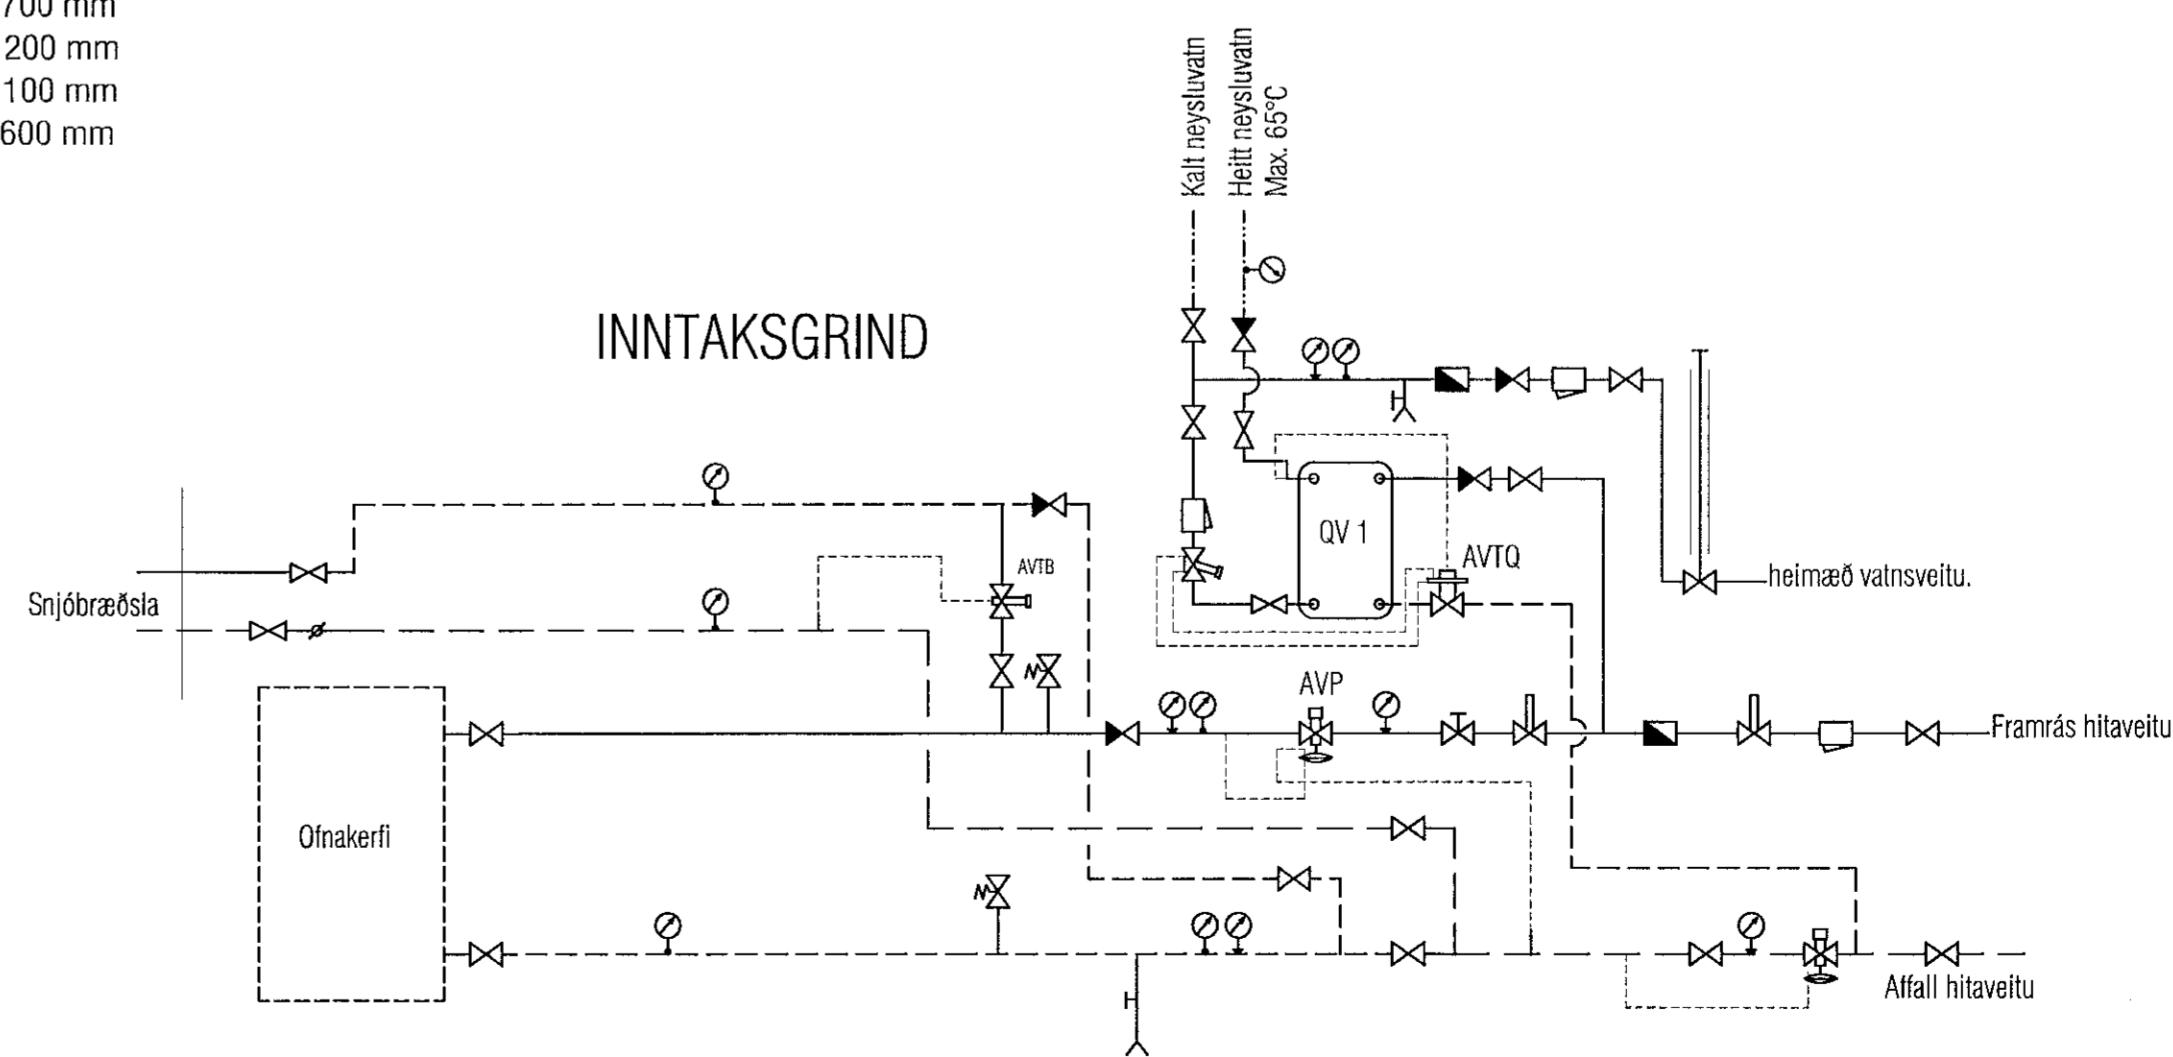 700 mm
200 mm
100 mm
600 mm
Kalt neysluvatn
Heitt neysluvatn
Max. 65°C
INNTAKSGRIND
QV 1
AVTQ
AVTB
heimæð vatnsveitu.
Snjóbræðsla
AVP
Framrás hitaveitu
Ofnakerfi
Affall hitaveitu